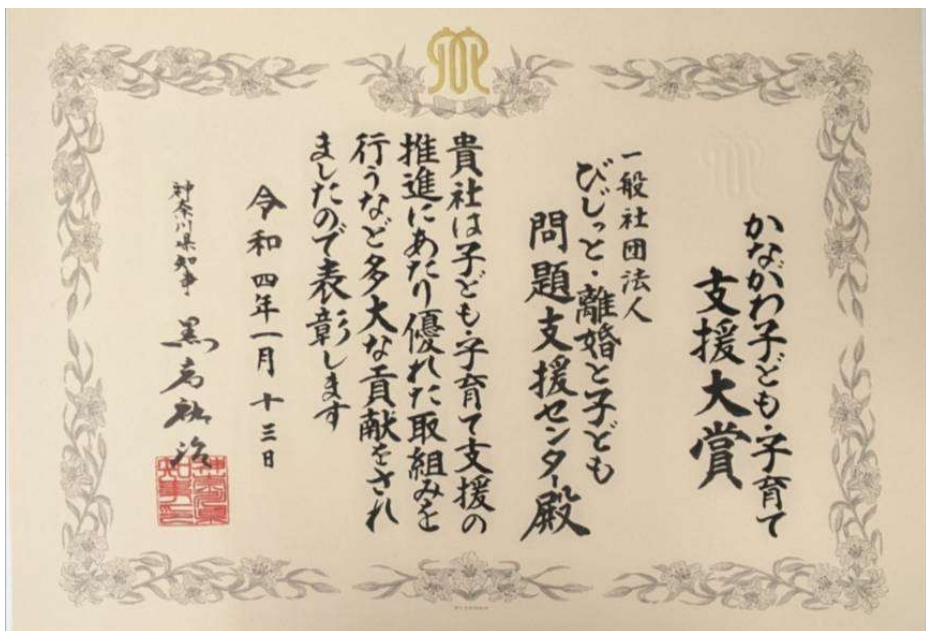 かながわ子ども・子育て
支援大賞
一般社団法人
びじっと・離婚と子ども
問題支援センター殿
貴社は子ども・子育て支援の
推進にあたり優れた取組みを
行うなど多大な貢献をされ
ましたので表彰します
令和四年一月十三日
神奈川県知事 黒岩祐治